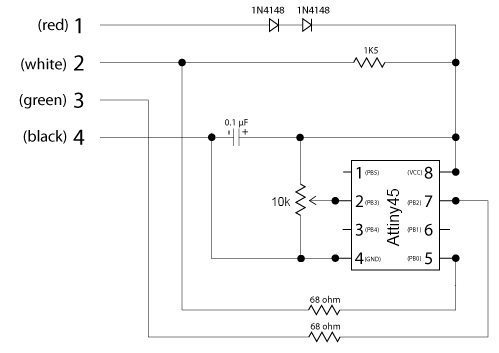 1N4148 1N4148
(red) 1
(white) 2
1K5
(green) 3
(black) 4
0.1 µF
- +
1 (PB5) (VCC) 8
10k
2 (PB3) (PB2) 7
Attiny45
3 (PB4) (PB1) 6
4 (GND) (PB0) 5
68 ohm
68 ohm